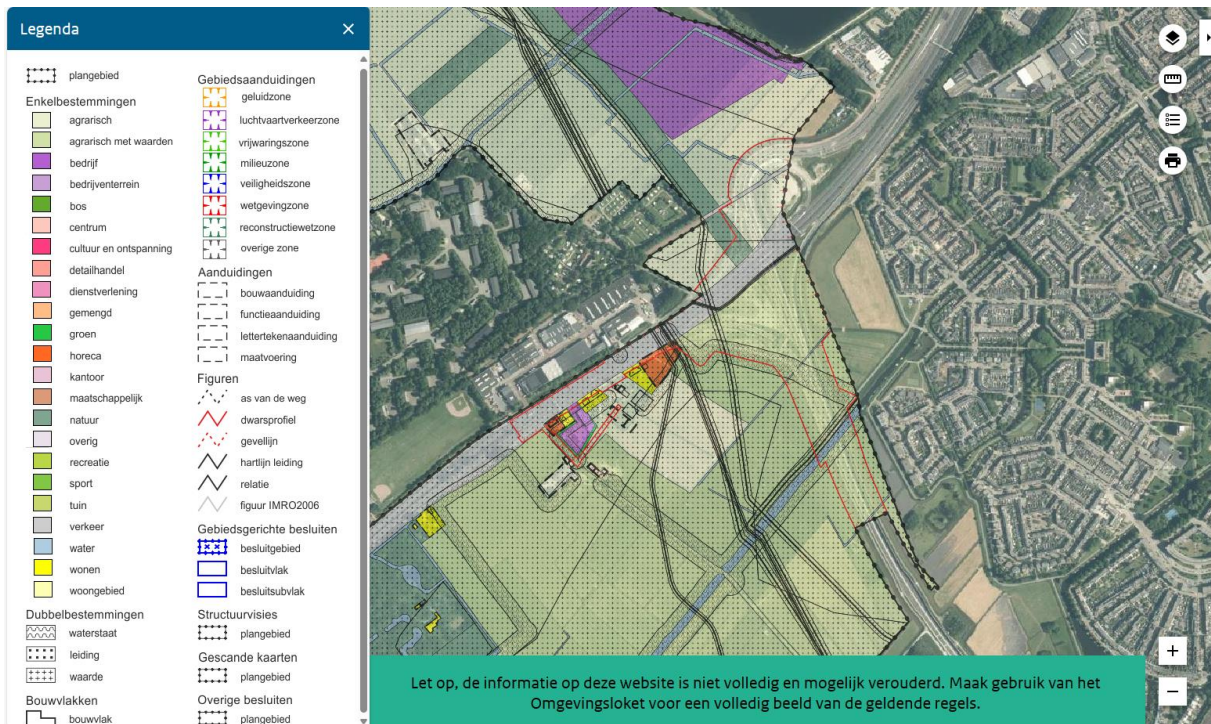 Legenda
plangebied
Enkelbestemmingen
agrarisch
agrarisch met waarden
bedrijf
bedrijventerrein
bos
centrum
cultuur en ontspanning
detailhandel
dienstverlening
gemengd
groen
horeca
kantoor
maatschappelijk
natuur
overig
recreatie
sport
tuin
verkeer
water
wonen
woongebied
Dubbelbestemmingen
waterstaat
leiding
waarde
Bouwvlakken
bouwvlak
Gebiedsaanduidingen
geluidzone
luchtvaartverkeerzone
vrijwaringszone
milieuzone
veiligheidszone
wetgevingzone
reconstructiewetzone
overige zone
Aanduidingen
bouwaanduiding
functieaanduiding
lettertekenaanduiding
maatvoering
Figuren
as van de weg
dwarsprofiel
gevellijn
hartlijn leiding
relatie
figuur IMRO2006
Gebiedsgerichte besluiten
besluitgebied
besluitvlak
besluitsubvlak
Structuurvisies
plangebied
Gescande kaarten
plangebied
Overige besluiten
plangebied
Let op, de informatie op deze website is niet volledig en mogelijk verouderd. Maak gebruik van het
Omgevingsloket voor een volledig beeld van de geldende regels.